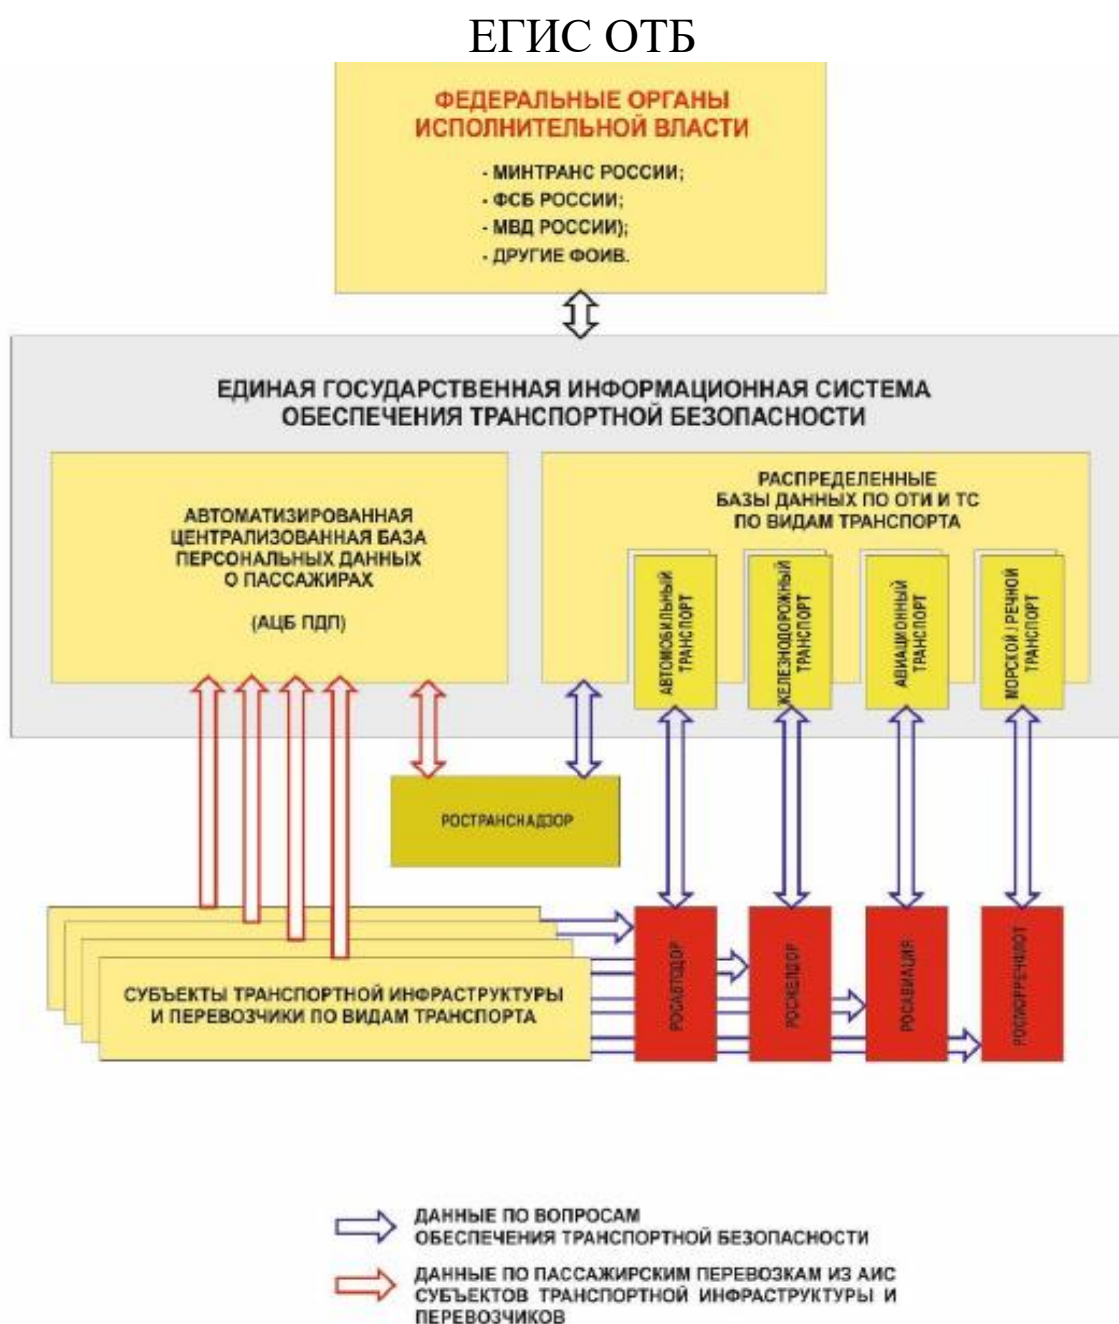 ЕГИС ОТБ
ФЕДЕРАЛЬНЫЕ ОРГАНЫ
ИСПОЛНИТЕЛЬНОЙ ВЛАСТИ
- МИНТРАНС РОССИИ;
- ФСБ РОССИИ;
- МВД РОССИИ);
- ДРУГИЕ ФОИВ.
ЕДИНАЯ ГОСУДАРСТВЕННАЯ ИНФОРМАЦИОННАЯ СИСТЕМА
ОБЕСПЕЧЕНИЯ ТРАНСПОРТНОЙ БЕЗОПАСНОСТИ
АВТОМАТИЗИРОВАННАЯ
ЦЕНТРАЛИЗОВАННАЯ БАЗА
ПЕРСОНАЛЬНЫХ ДАННЫХ
О ПАССАЖИРАХ
(АЦБ ПДП)
РАСПРЕДЕЛЕННЫЕ
БАЗЫ ДАННЫХ ПО ОТИ И ТС
ПО ВИДАМ ТРАНСПОРТА
АВТОМОБИЛЬНЫЙ
ТРАНСПОРТ
ЖЕЛЕЗНОДОРОЖНЫЙ
ТРАНСПОРТ
АВИАЦИОННЫЙ
ТРАНСПОРТ
МОРСКОЙ / РЕЧНОЙ
ТРАНСПОРТ
РОСТРАНСНАДЗОР
СУБЪЕКТЫ ТРАНСПОРТНОЙ ИНФРАСТРУКТУРЫ
И ПЕРЕВОЗЧИКИ ПО ВИДАМ ТРАНСПОРТА
РОСАВТОДОР
РОСЖЕЛДОР
РОСАВИАЦИЯ
РОСМОРРЕЧФЛОТ
ДАННЫЕ ПО ВОПРОСАМ
ОБЕСПЕЧЕНИЯ ТРАНСПОРТНОЙ БЕЗОПАСНОСТИ
ДАННЫЕ ПО ПАССАЖИРСКИМ ПЕРЕВОЗКАМ ИЗ АИС
СУБЪЕКТОВ ТРАНСПОРТНОЙ ИНФРАСТРУКТУРЫ И
ПЕРЕВОЗЧИКОВ